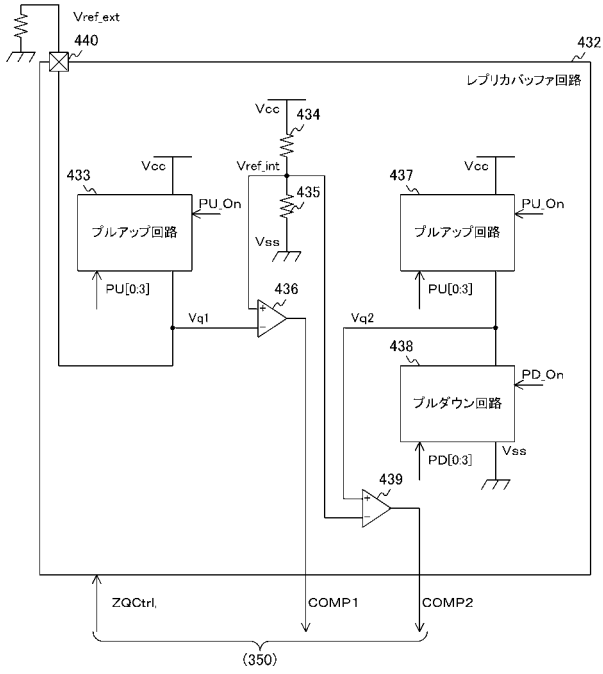 Vref_ext
440
432
レプリカバッファ回路
Vcc
434
Vref_int
435
Vss
Vcc
433
PU_On
プルアップ回路
PU[0:3]
Vcc
437
PU_On
プルアップ回路
PU[0:3]
436
+
−
Vq1
Vq2
438
PD_On
プルダウン回路
PD[0:3]
Vss
439
+
−
ZQCtrl,
COMP1
COMP2
(350)